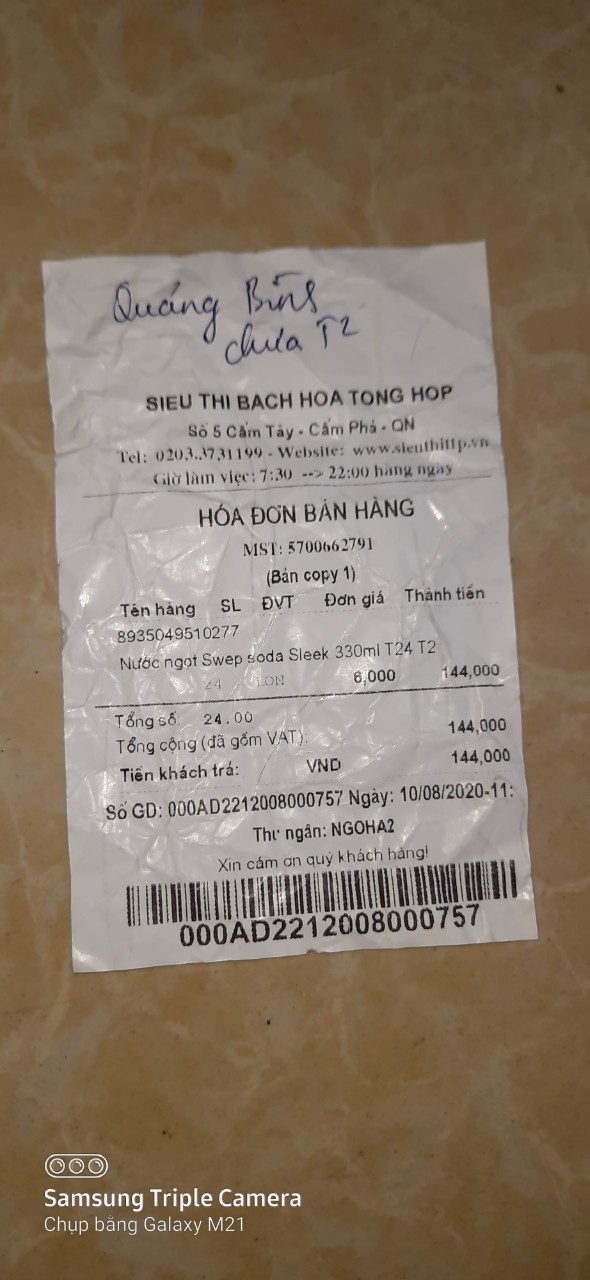 Quảng Bình
chưa T2
SIEU THI BACH HOA TONG HOP
Số 5 Cẩm Tây - Cẩm Phả - QN
Tel: 0203.3731199 - Website: www.sieuthittp.vn
Giờ làm việc: 7:30 --> 22:00 hàng ngày
HÓA ĐƠN BÁN HÀNG
MST: 5700662791
(Bản copy 1)
Tên hàng SL ĐVT Đơn giá Thành tiền
8935049510277
Nước ngọt Swep soda Sleek 330ml T24 T2
24 LON 6,000 144,000
Tổng số: 24.00
Tổng cộng (đã gồm VAT): 144,000
Tiền khách trả: VND 144,000
Số GD: 000AD2212008000757 Ngày: 10/08/2020-11:
Thư ngân: NGOHA2
Xin cám ơn quý khách hàng!
000AD2212008000757
Samsung Triple Camera
Chụp bằng Galaxy M21